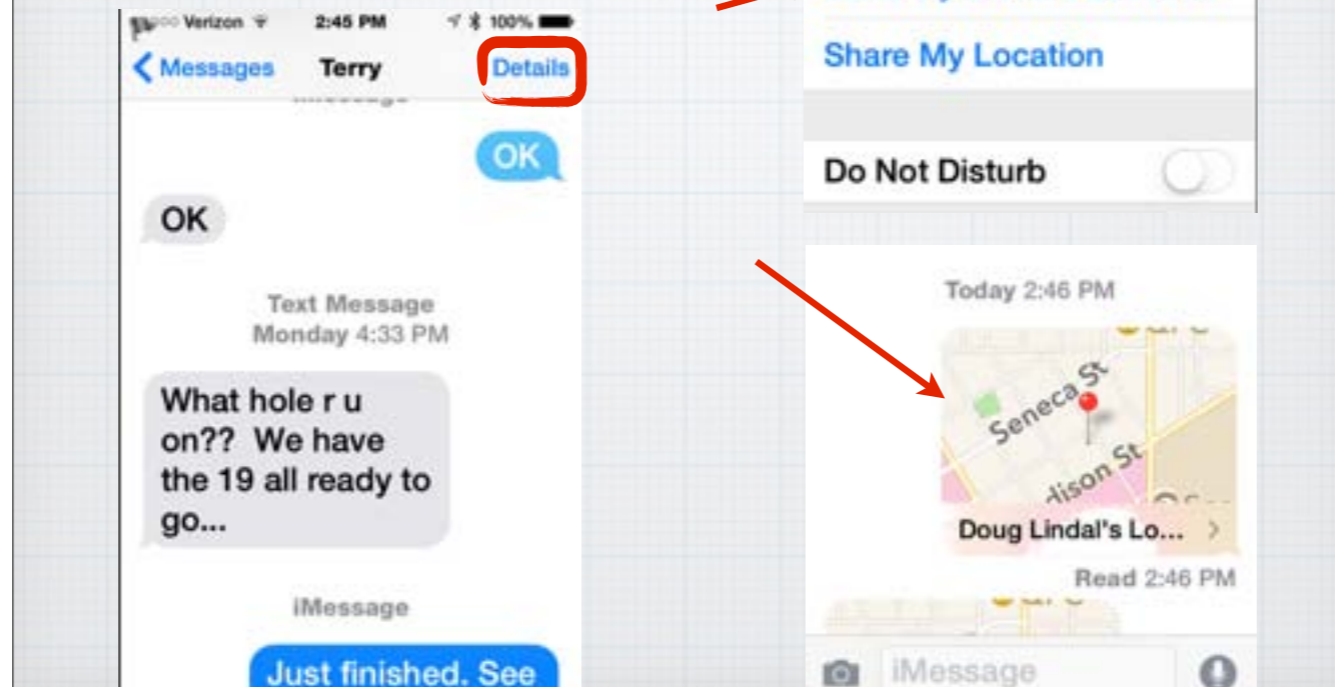 Verizon 2:45 PM 100%
Messages Terry Details
OK
OK
Text Message
Monday 4:33 PM
What hole r u
on?? We have
the 19 all ready to
go...
iMessage
Just finished. See
Share My Location
Do Not Disturb
Today 2:46 PM
Seneca St
dison St
Doug Lindal's Lo...
Read 2:46 PM
iMessage